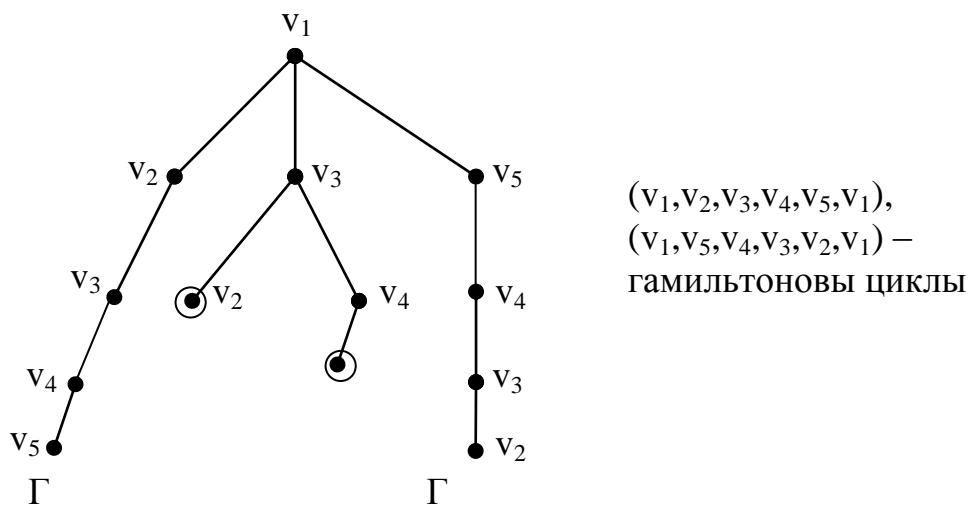 v₁
v₂ v₃ v₅
(v₁,v₂,v₃,v₄,v₅,v₁),
(v₁,v₅,v₄,v₃,v₂,v₁) –
гамильтоновы циклы
v₃ v₂ v₄ v₄
v₄ v₃
v₅ v₂
Г Г